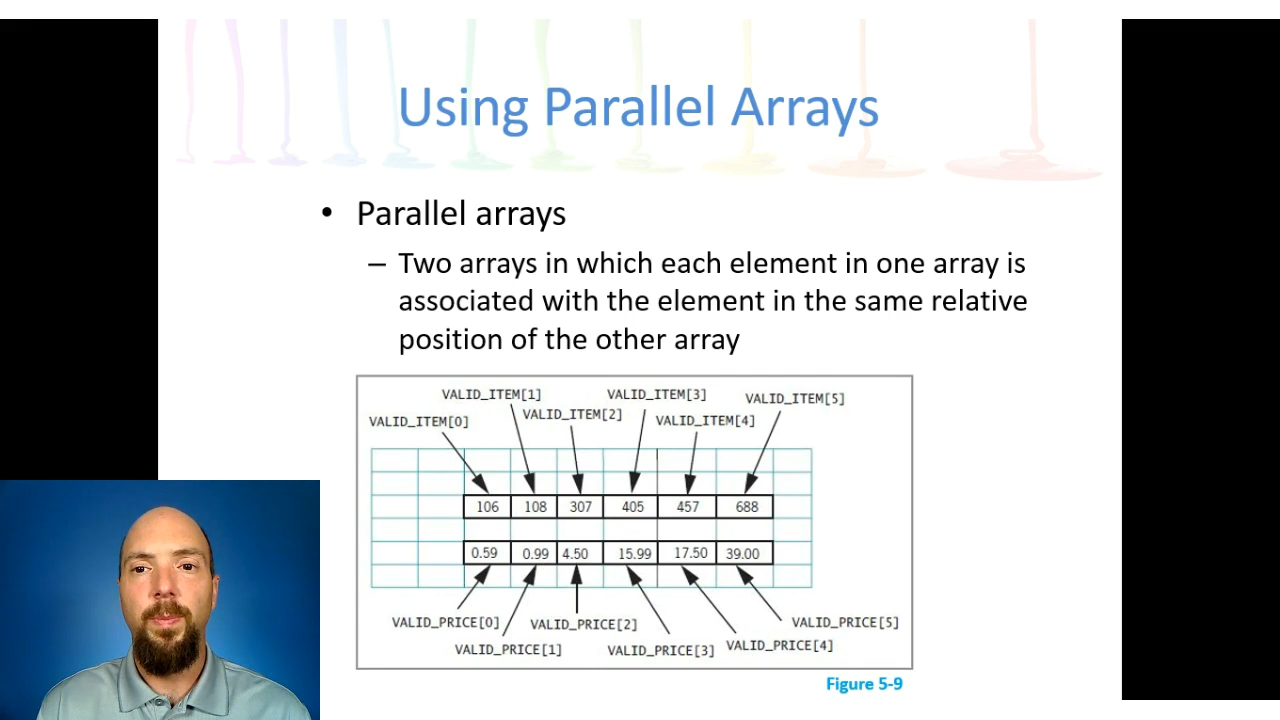 Using Parallel Arrays
• Parallel arrays
– Two arrays in which each element in one array is
associated with the element in the same relative
position of the other array
VALID_ITEM[1] VALID_ITEM[3] VALID_ITEM[5]
VALID_ITEM[0] VALID_ITEM[2] VALID_ITEM[4]
106 108 307 405 457 688
0.59 0.99 4.50 15.99 17.50 39.00
VALID_PRICE[0] VALID_PRICE[2] VALID_PRICE[5]
VALID_PRICE[1] VALID_PRICE[3] VALID_PRICE[4]
Figure 5-9